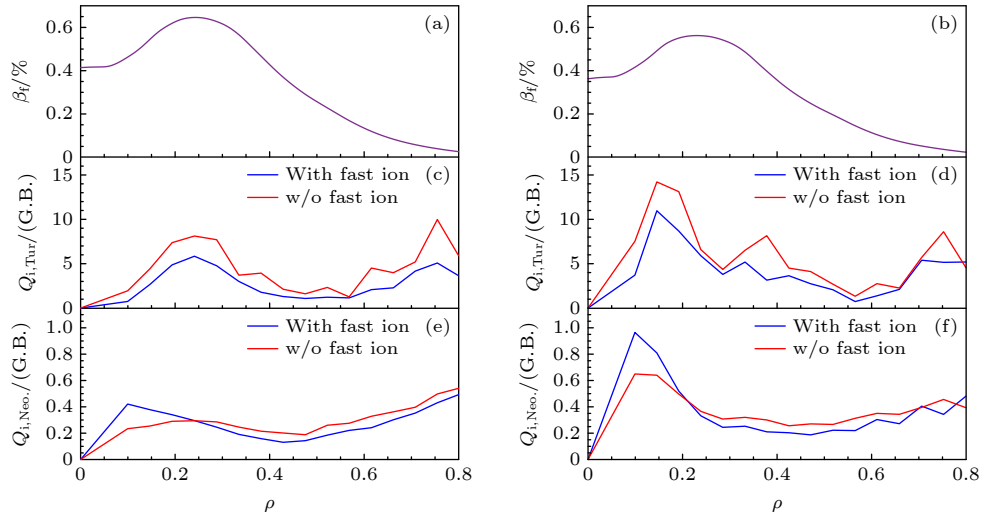 (a)
0.6
0.4
0.2
0
β_f/%
(b)
0.6
0.4
0.2
0
β_f/%
With fast ion (c)
w/o fast ion
15
10
5
0
Q_i,Tur/(G.B.)
With fast ion (d)
w/o fast ion
15
10
5
0
Q_i,Tur/(G.B.)
With fast ion (e)
w/o fast ion
1.0
0.8
0.6
0.4
0.2
0
Q_i,Neo./(G.B.)
0 0.2 0.4 0.6 0.8
ρ
With fast ion (f)
w/o fast ion
1.0
0.8
0.6
0.4
0.2
0
Q_i,Neo./(G.B.)
0 0.2 0.4 0.6 0.8
ρ